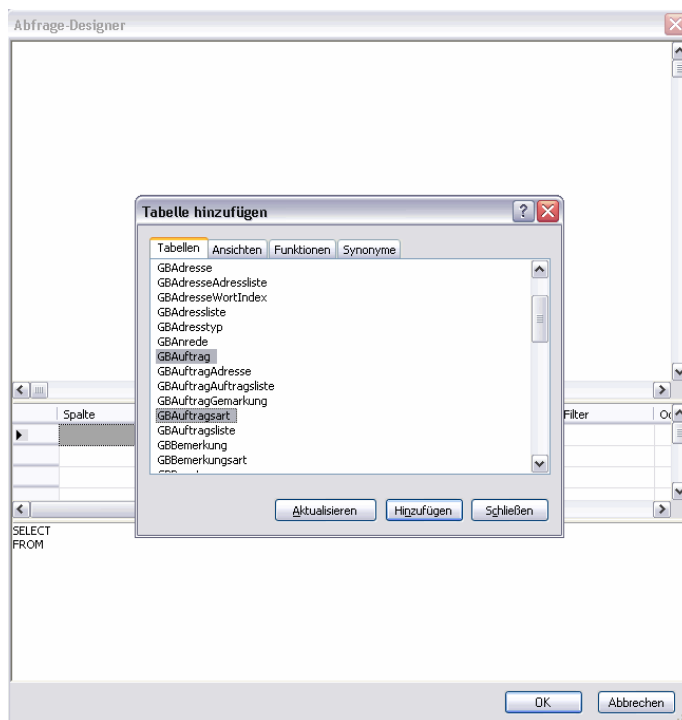 Abfrage-Designer
Tabelle hinzufügen
Tabellen Ansichten Funktionen Synonyme
GBAdresse
GBAdresseAdressliste
GBAdresseWortIndex
GBAdressliste
GBAdresstyp
GBAnrede
GBAuftrag
GBAuftragAdresse
GBAuftragAuftragsliste
GBAuftragGemarkung
GBAuftragsart
GBAuftragsliste
GBBemerkung
GBBemerkungsart
Spalte Filter
Aktualisieren Hinzufügen Schließen
SELECT
FROM
OK Abbrechen